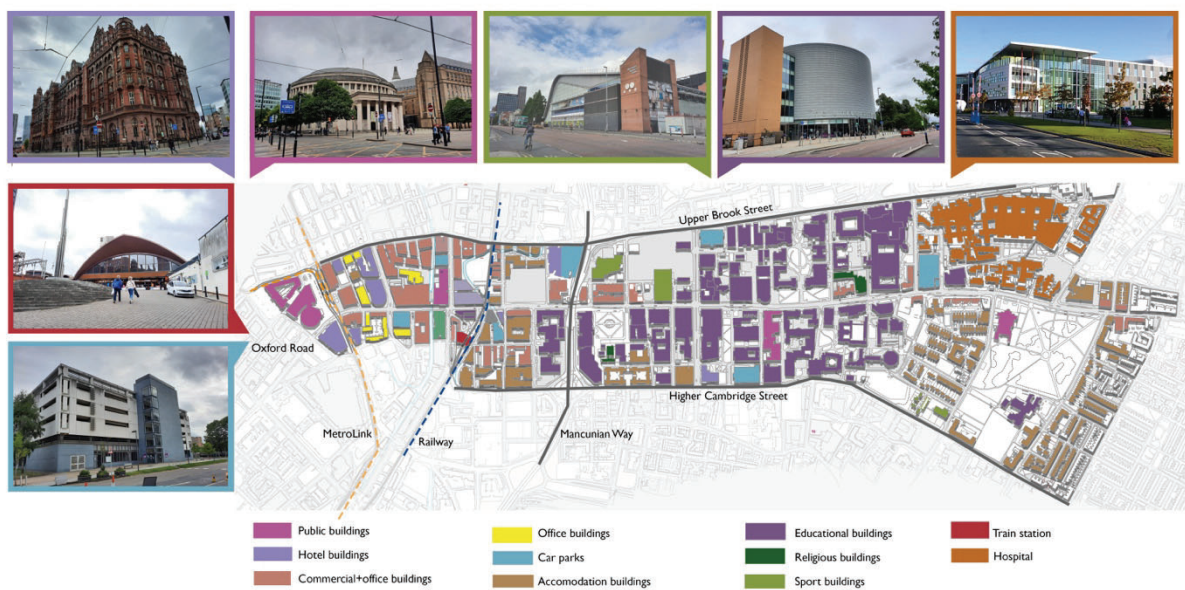 Upper Brook Street
Oxford Road
Higher Cambridge Street
MetroLink
Railway
Mancunian Way
Public buildings
Hotel buildings
Commercial+office buildings
Office buildings
Car parks
Accomodation buildings
Educational buildings
Religious buildings
Sport buildings
Train station
Hospital